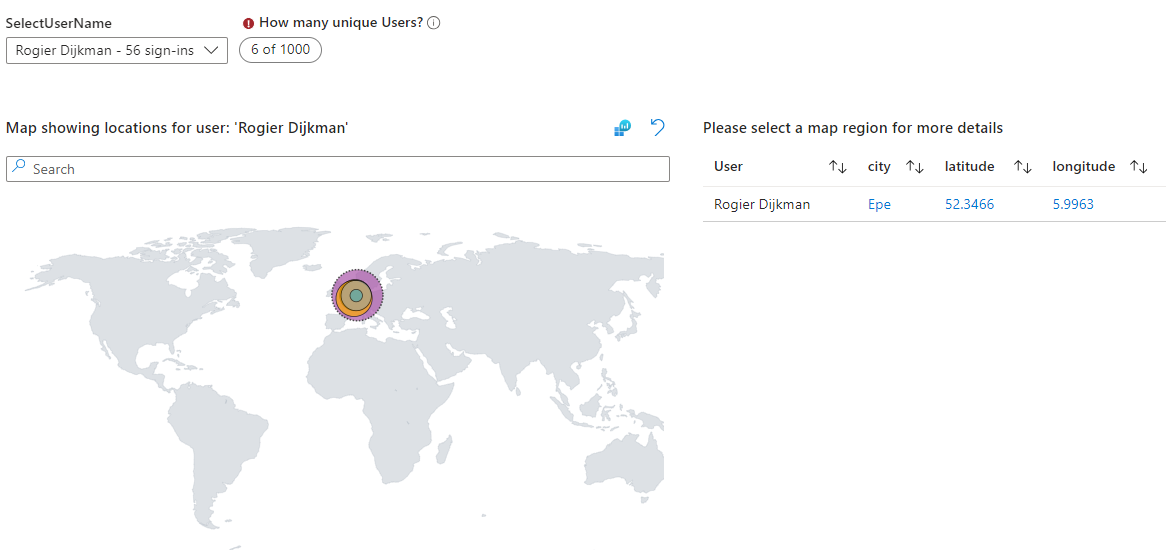 SelectUserName
How many unique Users?
Rogier Dijkman - 56 sign-ins
6 of 1000
Map showing locations for user: 'Rogier Dijkman'
Search
Please select a map region for more details
User city latitude longitude
Rogier Dijkman Epe 52.3466 5.9963